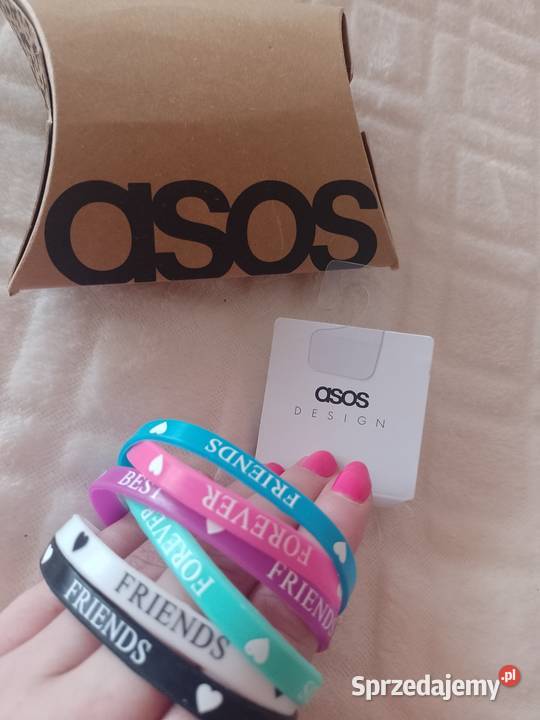 asos
asos
DESIGN
FRIENDS
FOREVER
BEST
FRIENDS
FOREVER
FRIENDS
FRIENDS
Sprzedajemy.pl